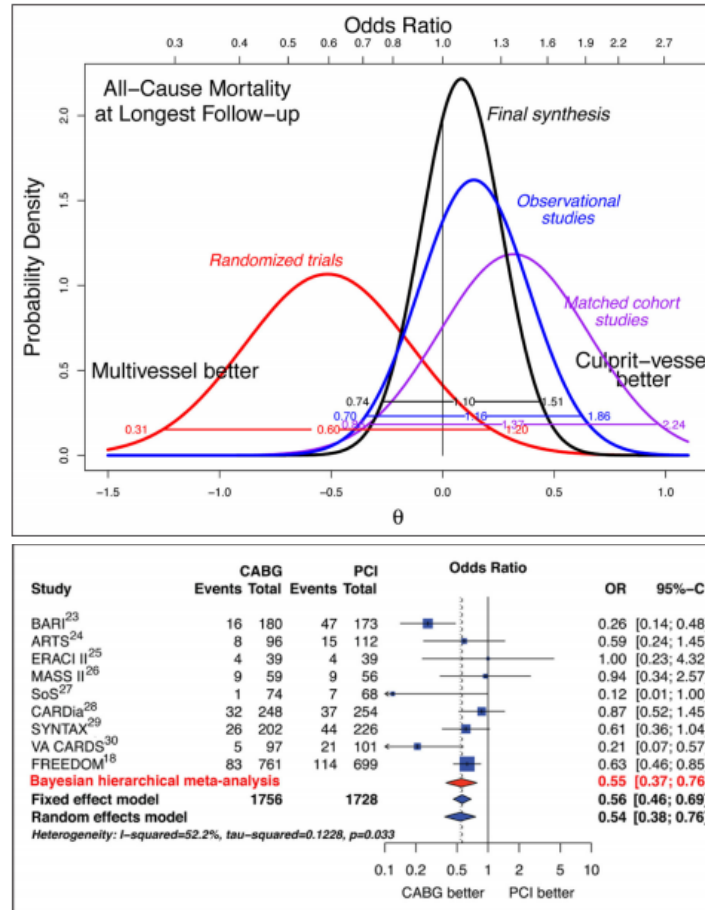 Odds Ratio
0.3 0.4 0.5 0.6 0.7 0.8 1.0 1.1 1.3 1.4 1.6 1.9 2.2 2.7
All−Cause Mortality
at Longest Follow−up
Final synthesis
Observational
studies
Randomized trials
Matched cohort
studies
Multivessel better
Culprit−vesse
better
0.74 1.10 1.51
0.70 1.16 1.86
1.37 2.24
0.31 0.60 1.20
Probability Density
0.0 0.5 1.0 1.5 2.0
−1.5 −1.0 −0.5 0.0 0.5 1.0
θ
CABG PCI Odds Ratio
Study Events Total Events Total OR 95%−C
BARI23 16 180 47 173 0.26 [0.14; 0.48
ARTS24 8 96 15 112 0.59 [0.24; 1.45
ERACI II25 4 39 4 39 1.00 [0.23; 4.32
MASS II26 9 59 9 56 0.94 [0.34; 2.57
SoS27 1 74 7 68 0.12 [0.01; 1.00
CARDia28 32 248 37 254 0.87 [0.52; 1.45
SYNTAX29 26 202 44 226 0.61 [0.36; 1.04
VA CARDS30 5 97 21 101 0.21 [0.07; 0.57
FREEDOM18 83 761 114 699 0.63 [0.46; 0.85
Bayesian hierarchical meta-analysis 0.55 [0.37; 0.76
Fixed effect model 1756 1728 0.56 [0.46; 0.69]
Random effects model 0.54 [0.38; 0.76]
Heterogeneity: I−squared=52.2%, tau−squared=0.1228, p=0.033
0.1 0.2 0.5 1 2 5 10
CABG better PCI better